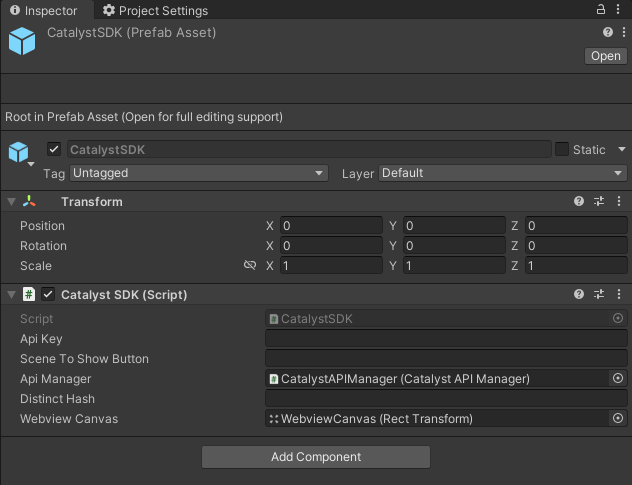 Inspector Project Settings
CatalystSDK (Prefab Asset)
Open
Root in Prefab Asset (Open for full editing support)
CatalystSDK Static
Tag Untagged Layer Default
Transform
Position X 0 Y 0 Z 0
Rotation X 0 Y 0 Z 0
Scale X 1 Y 1 Z 1
# Catalyst SDK (Script)
Script # CatalystSDK
Api Key
Scene To Show Button
Api Manager # CatalystAPIManager (Catalyst API Manager)
Distinct Hash
Webview Canvas WebviewCanvas (Rect Transform)
Add Component